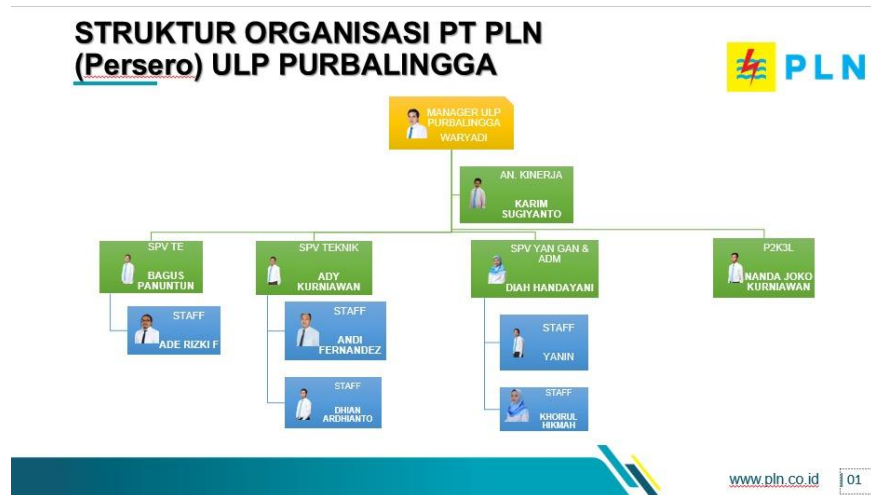 STRUKTUR ORGANISASI PT PLN
(Persero) ULP PURBALINGGA
PLN
MANAGER ULP
PURBALINGGA
WARYADI
AN. KINERJA
KARIM
SUGIYANTO
SPV TE
BAGUS
PANUNTUN
SPV TEKNIK
ADY
KURNIAWAN
SPV YAN GAN &
ADM
DIAH HANDAYANI
P2K3L
NANDA JOKO
KURNIAWAN
STAFF
ADE RIZKI F
STAFF
ANDI
FERNANDEZ
STAFF
YANIN
STAFF
DHIAN
ARDHIANTO
STAFF
KHOIRUL
HIKMAH
www.pln.co.id
01